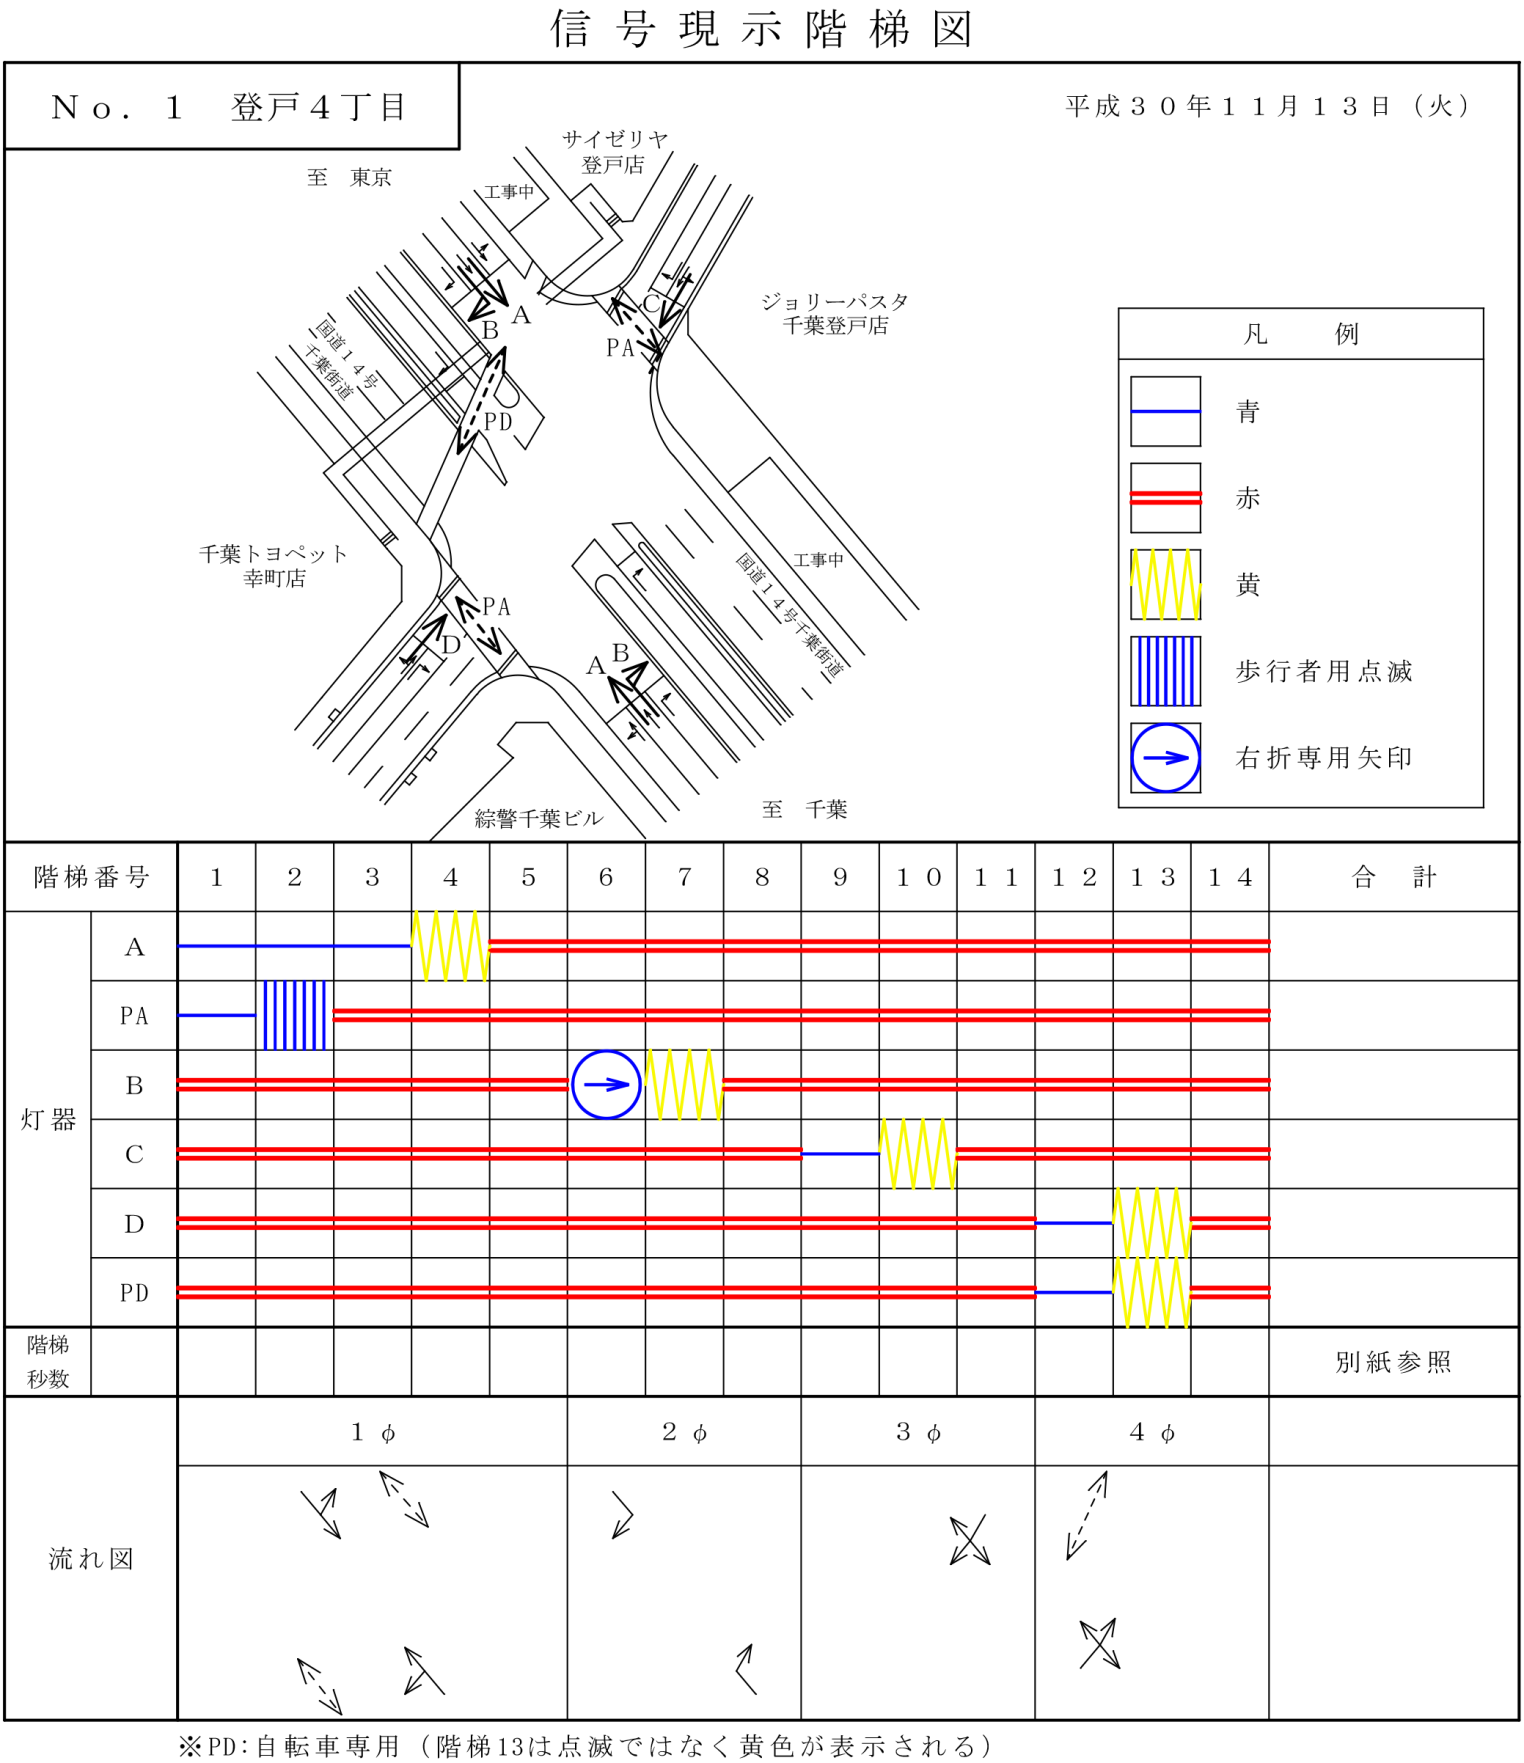 信号現示階梯図
No. 1　登戸4丁目
平成30年11月13日（火）
サイゼリヤ
登戸店
至　東京
工事中
ジョリーパスタ
千葉登戸店
C
A
B
PA
国道14号
千葉街道
PD
千葉トヨペット
幸町店
工事中
国道14号千葉街道
PA
D
B
A
至　千葉
綜警千葉ビル
凡　例
青
赤
黄
歩行者用点滅
右折専用矢印
階梯番号 1 2 3 4 5 6 7 8 9 10 11 12 13 14 合計
灯器
A
PA
B
C
D
PD
階梯
秒数
別紙参照
1φ 2φ 3φ 4φ
流れ図
※PD:自転車専用（階梯13は点滅ではなく黄色が表示される）